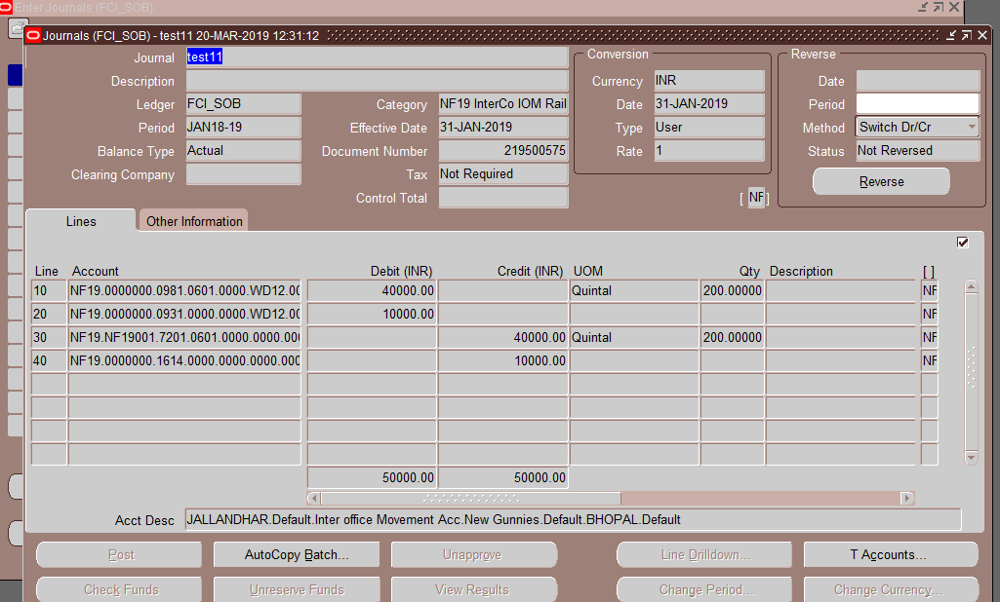 Enter Journals (FCI_SOB)
Journals (FCI_SOB) - test11 20-MAR-2019 12:31:12
Journal test11
Description
Ledger FCI_SOB Category NF19 InterCo IOM Rail
Period JAN18-19 Effective Date 31-JAN-2019
Balance Type Actual Document Number 219500575
Clearing Company Tax Not Required
Control Total
Conversion
Currency INR
Date 31-JAN-2019
Type User
Rate 1
Reverse
Date
Period
Method Switch Dr/Cr
Status Not Reversed
Reverse
[ NF ]
Lines Other Information
Line Account Debit (INR) Credit (INR) UOM Qty Description [ ]
10 NF19.0000000.0981.0601.0000.WD12.00 40000.00 Quintal 200.00000 NF
20 NF19.0000000.0931.0000.0000.WD12.00 10000.00 NF
30 NF19.NF19001.7201.0601.0000.0000.000 40000.00 Quintal 200.00000 NF
40 NF19.0000000.1614.0000.0000.0000.000 10000.00 NF
50000.00 50000.00
Acct Desc JALLANDHAR.Default.Inter office Movement Acc.New Gunnies.Default.BHOPAL.Default
Post AutoCopy Batch... Unapprove Line Drilldown... T Accounts...
Check Funds Unreserve Funds View Results Change Period... Change Currency...